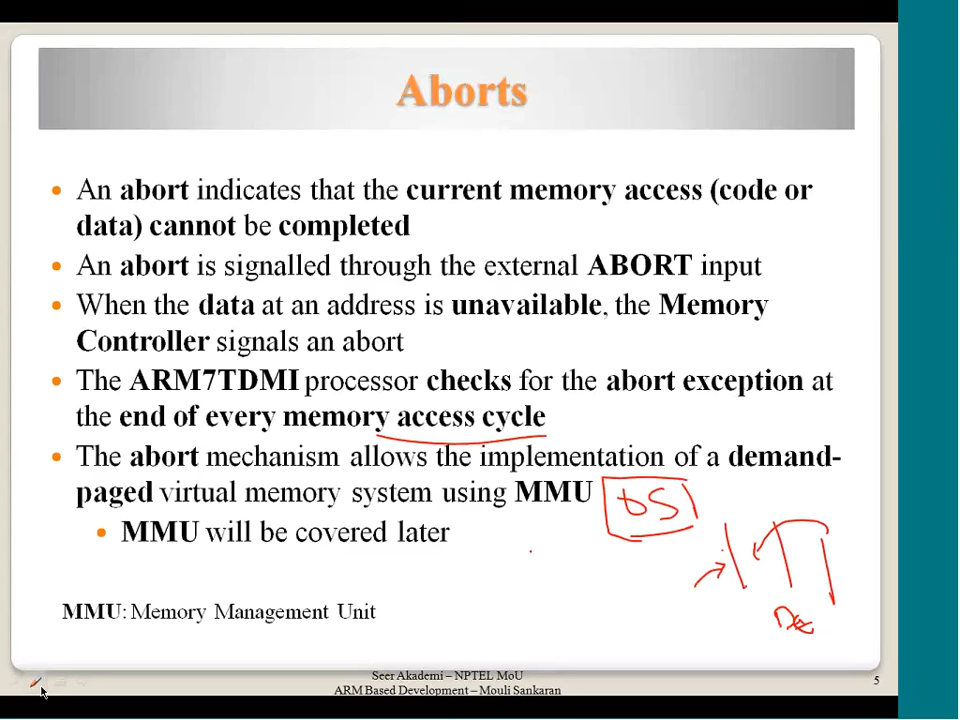 Aborts
An abort indicates that the current memory access (code or
data) cannot be completed
An abort is signalled through the external ABORT input
When the data at an address is unavailable, the Memory
Controller signals an abort
The ARM7TDMI processor checks for the abort exception at
the end of every memory access cycle
The abort mechanism allows the implementation of a demand-
paged virtual memory system using MMU
OS
MMU will be covered later
MMU: Memory Management Unit
Seer Akademi – NPTEL MoU
ARM Based Development – Mouli Sankaran
5